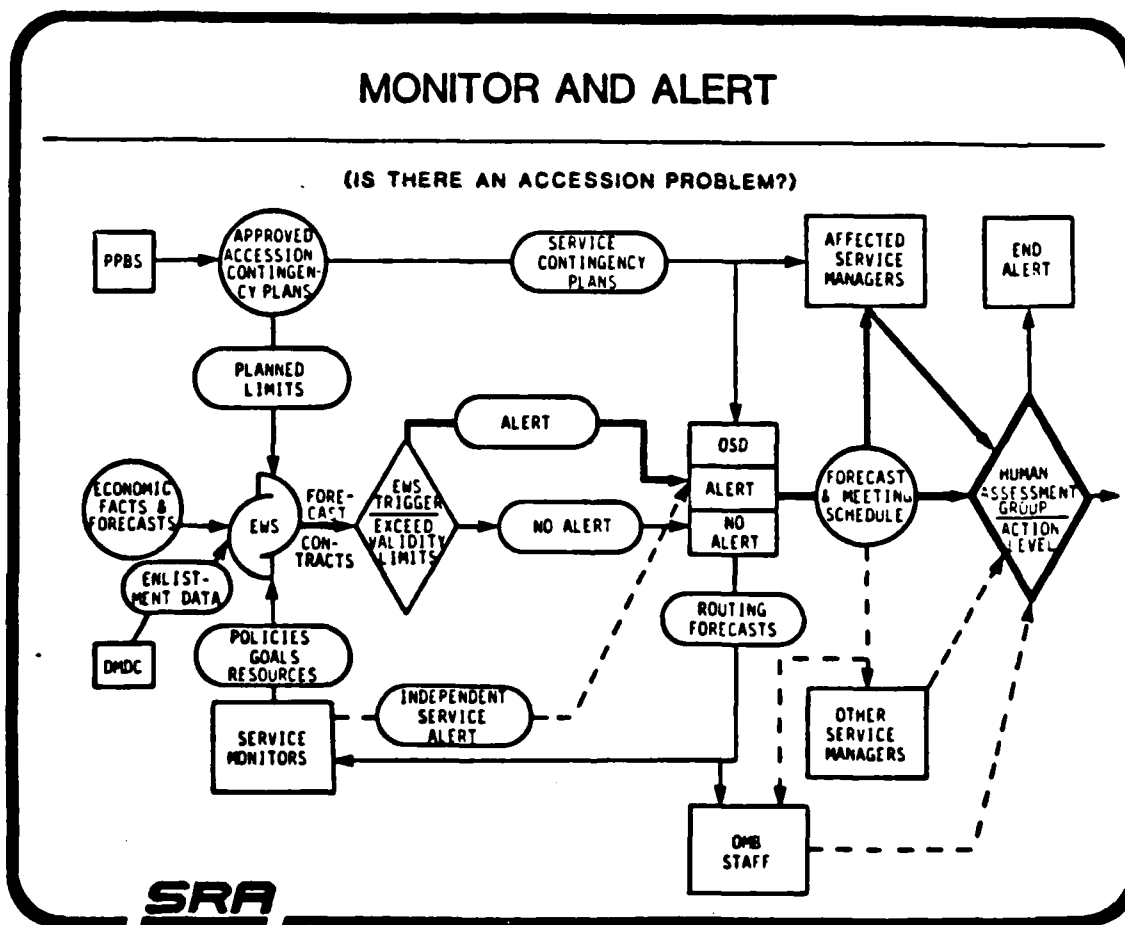 MONITOR AND ALERT
(IS THERE AN ACCESSION PROBLEM?)
PPBS
APPROVED
ACCESSION
CONTINGEN-
CY PLANS
SERVICE
CONTINGENCY
PLANS
AFFECTED
SERVICE
MANAGERS
END
ALERT
PLANNED
LIMITS
ALERT
ECONOMIC
FACTS &
FORECASTS
EWS
FORE-
CAST
CON-
TRACTS
EWS
TRIGGER
EXCEED
VALIDITY
LIMITS
NO ALERT
OSD
ALERT
NO
ALERT
FORECAST
& MEETING
SCHEDULE
HUMAN
ASSESSMENT
GROUP
ACTION
LEVEL
ENLIST-
MENT DATA
DMDC
POLICIES
GOALS
RESOURCES
ROUTING
FORECASTS
SERVICE
MONITORS
INDEPENDENT
SERVICE
ALERT
OTHER
SERVICE
MANAGERS
OMB
STAFF
SRA